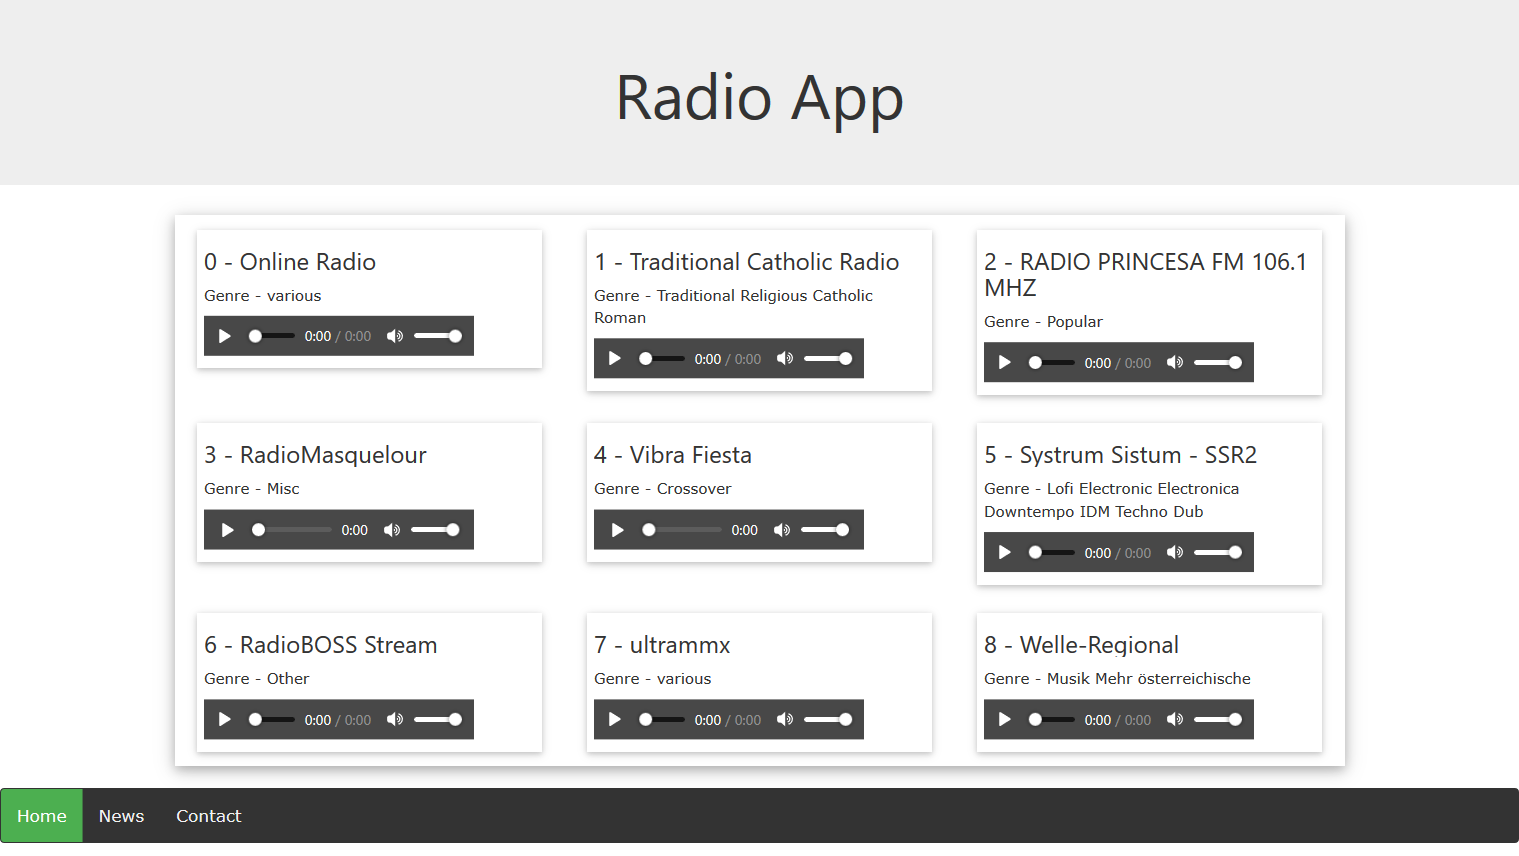 Radio App
0 - Online Radio
Genre - various
0:00 / 0:00
1 - Traditional Catholic Radio
Genre - Traditional Religious Catholic
Roman
0:00 / 0:00
2 - RADIO PRINCESA FM 106.1
MHZ
Genre - Popular
0:00 / 0:00
3 - RadioMasquelour
Genre - Misc
0:00
4 - Vibra Fiesta
Genre - Crossover
0:00
5 - Systrum Sistum - SSR2
Genre - Lofi Electronic Electronica
Downtempo IDM Techno Dub
0:00 / 0:00
6 - RadioBOSS Stream
Genre - Other
0:00 / 0:00
7 - ultrammx
Genre - various
0:00 / 0:00
8 - Welle-Regional
Genre - Musik Mehr österreichische
0:00 / 0:00
Home News Contact